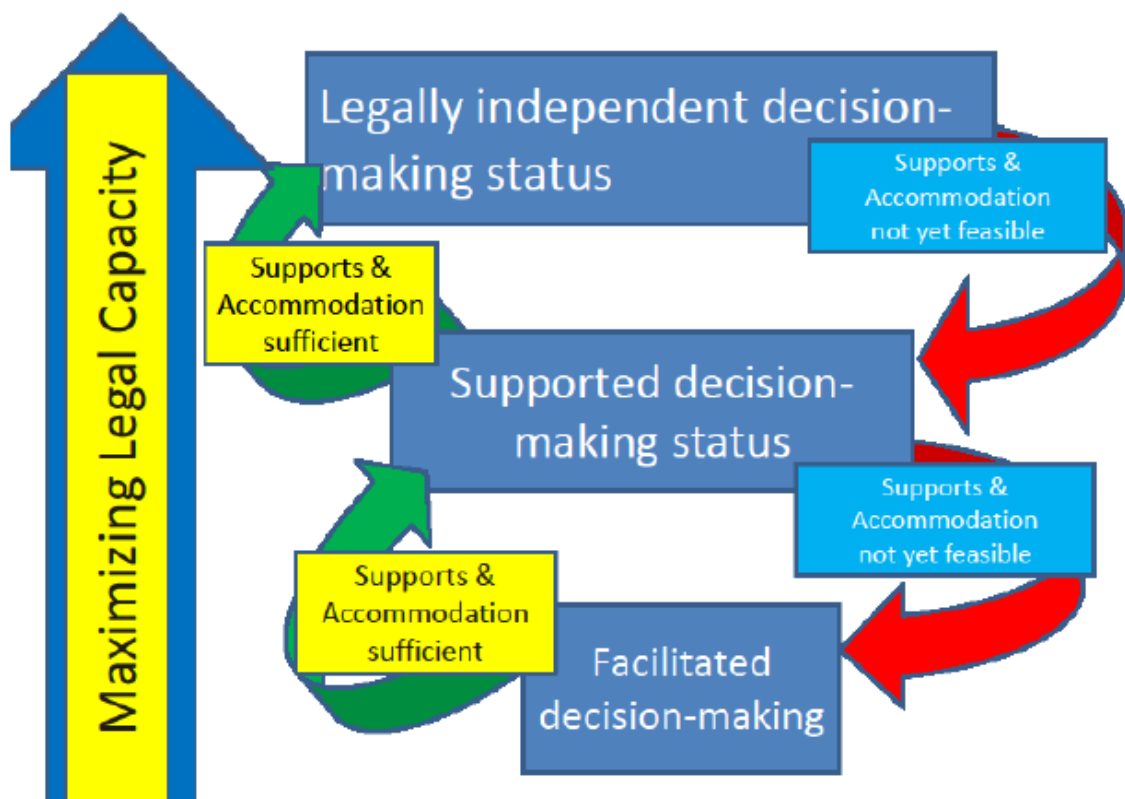 Maximizing Legal Capacity
Legally independent decision-
making status
Supports &
Accommodation
not yet feasible
Supports &
Accommodation
sufficient
Supported decision-
making status
Supports &
Accommodation
not yet feasible
Supports &
Accommodation
sufficient
Facilitated
decision-making